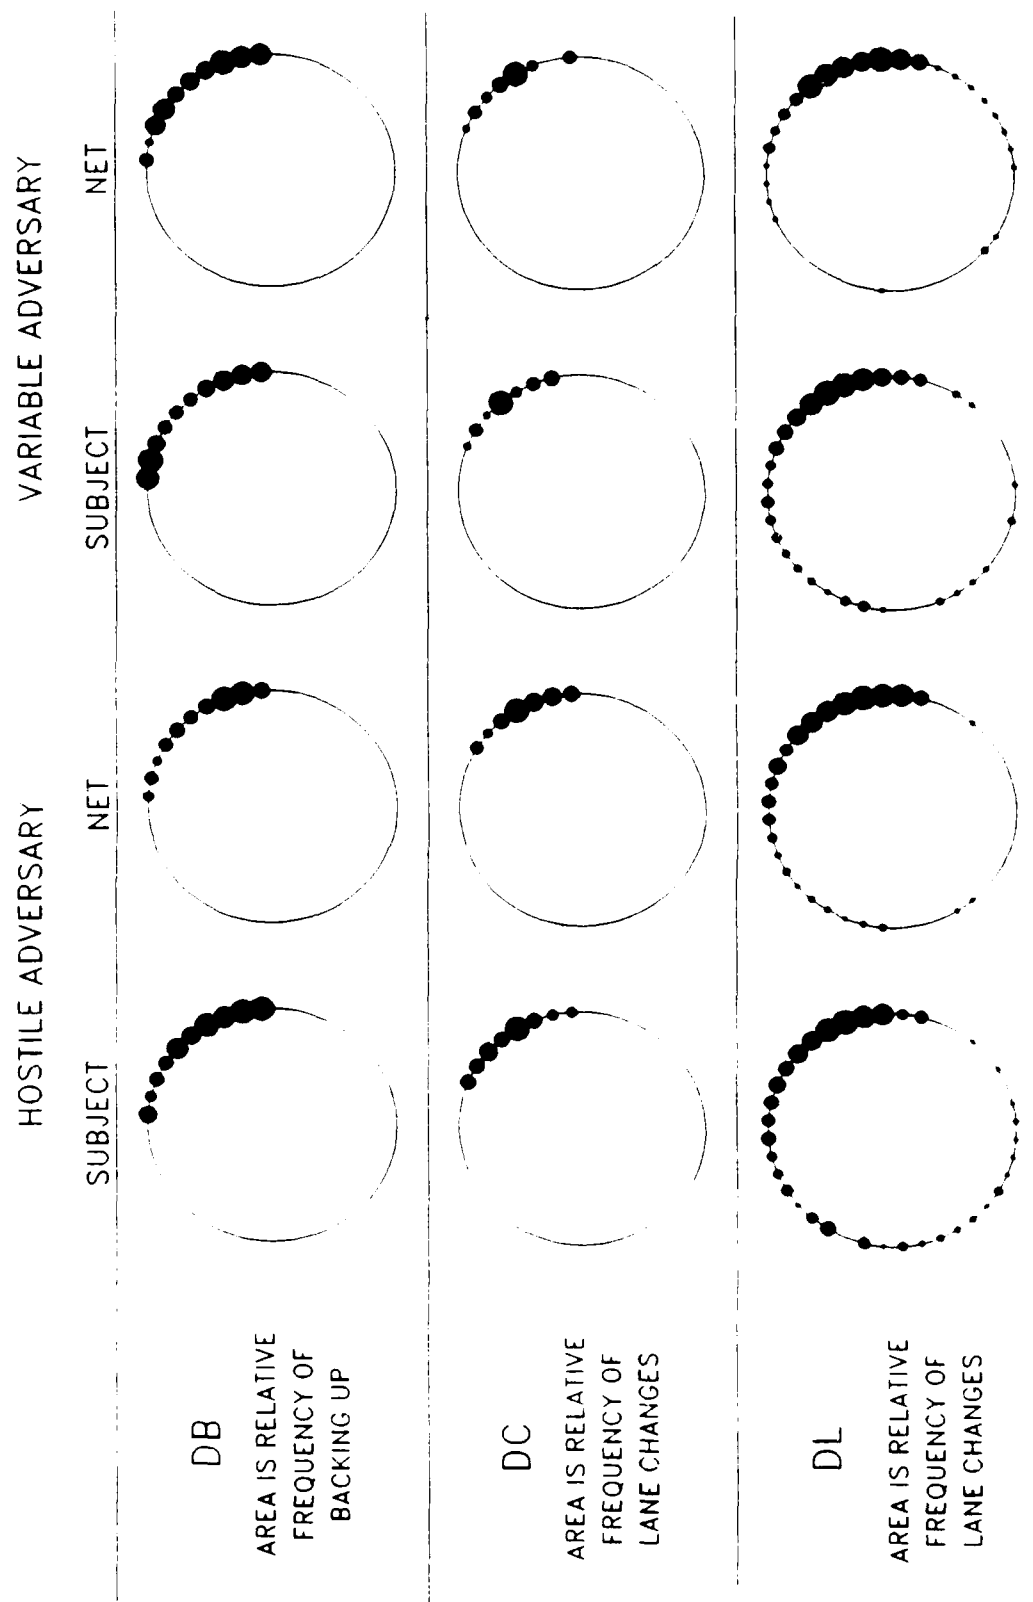 HOSTILE ADVERSARY
VARIABLE ADVERSARY
SUBJECT
NET
SUBJECT
NET
DB
AREA IS RELATIVE
FREQUENCY OF
BACKING UP
DC
AREA IS RELATIVE
FREQUENCY OF
LANE CHANGES
DL
AREA IS RELATIVE
FREQUENCY OF
LANE CHANGES